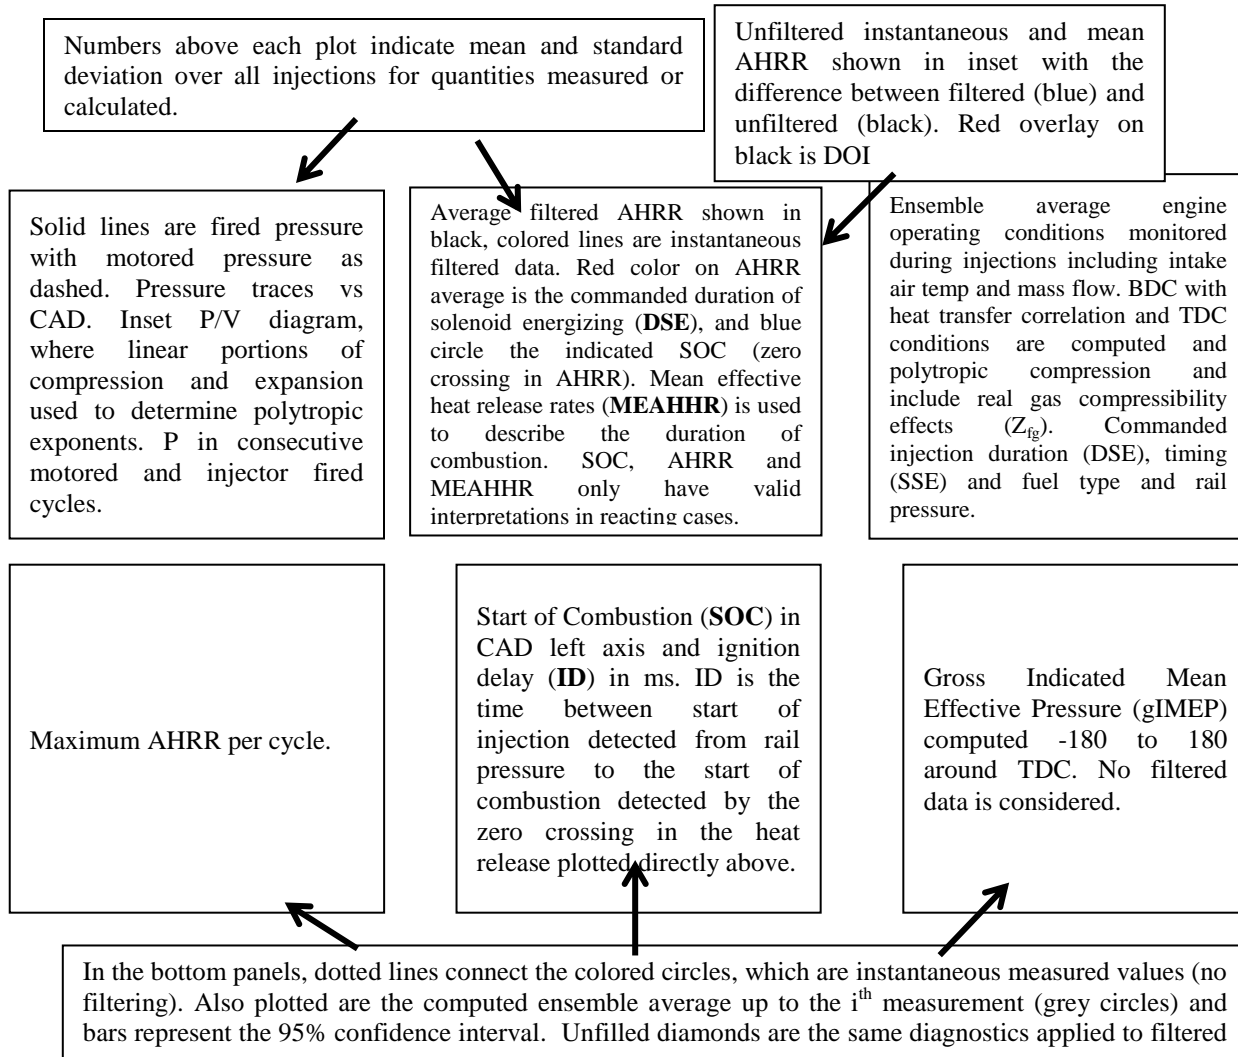 Numbers above each plot indicate mean and standard
deviation over all injections for quantities measured or
calculated.
Unfiltered instantaneous and mean
AHRR shown in inset with the
difference between filtered (blue) and
unfiltered (black). Red overlay on
black is DOI
Solid lines are fired pressure
with motored pressure as
dashed. Pressure traces vs
CAD. Inset P/V diagram,
where linear portions of
compression and expansion
used to determine polytropic
exponents. P in consecutive
motored and injector fired
cycles.
Average filtered AHRR shown in
black, colored lines are instantaneous
filtered data. Red color on AHRR
average is the commanded duration of
solenoid energizing (DSE), and blue
circle the indicated SOC (zero
crossing in AHRR). Mean effective
heat release rates (MEAHHR) is used
to describe the duration of
combustion. SOC, AHRR and
MEAHHR only have valid
interpretations in reacting cases.
Ensemble average engine
operating conditions monitored
during injections including intake
air temp and mass flow. BDC with
heat transfer correlation and TDC
conditions are computed and
polytropic compression and
include real gas compressibility
effects (Zfg). Commanded
injection duration (DSE), timing
(SSE) and fuel type and rail
pressure.
Maximum AHRR per cycle.
Start of Combustion (SOC) in
CAD left axis and ignition
delay (ID) in ms. ID is the
time between start of
injection detected from rail
pressure to the start of
combustion detected by the
zero crossing in the heat
release plotted directly above.
Gross Indicated Mean
Effective Pressure (gIMEP)
computed -180 to 180
around TDC. No filtered
data is considered.
In the bottom panels, dotted lines connect the colored circles, which are instantaneous measured values (no
filtering). Also plotted are the computed ensemble average up to the ith measurement (grey circles) and
bars represent the 95% confidence interval. Unfilled diamonds are the same diagnostics applied to filtered